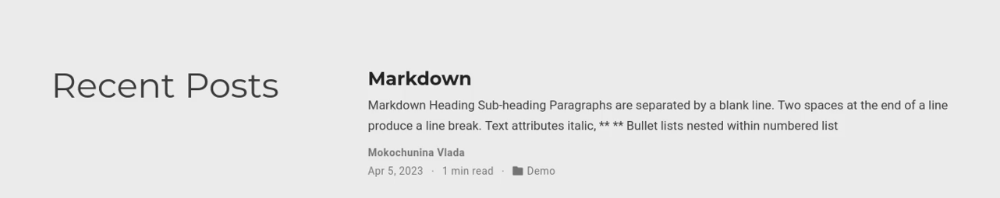 Recent Posts
Markdown
Markdown Heading Sub-heading Paragraphs are separated by a blank line. Two spaces at the end of a line
produce a line break. Text attributes italic, ** ** Bullet lists nested within numbered list
Mokochunina Vlada
Apr 5, 2023 · 1 min read · Demo